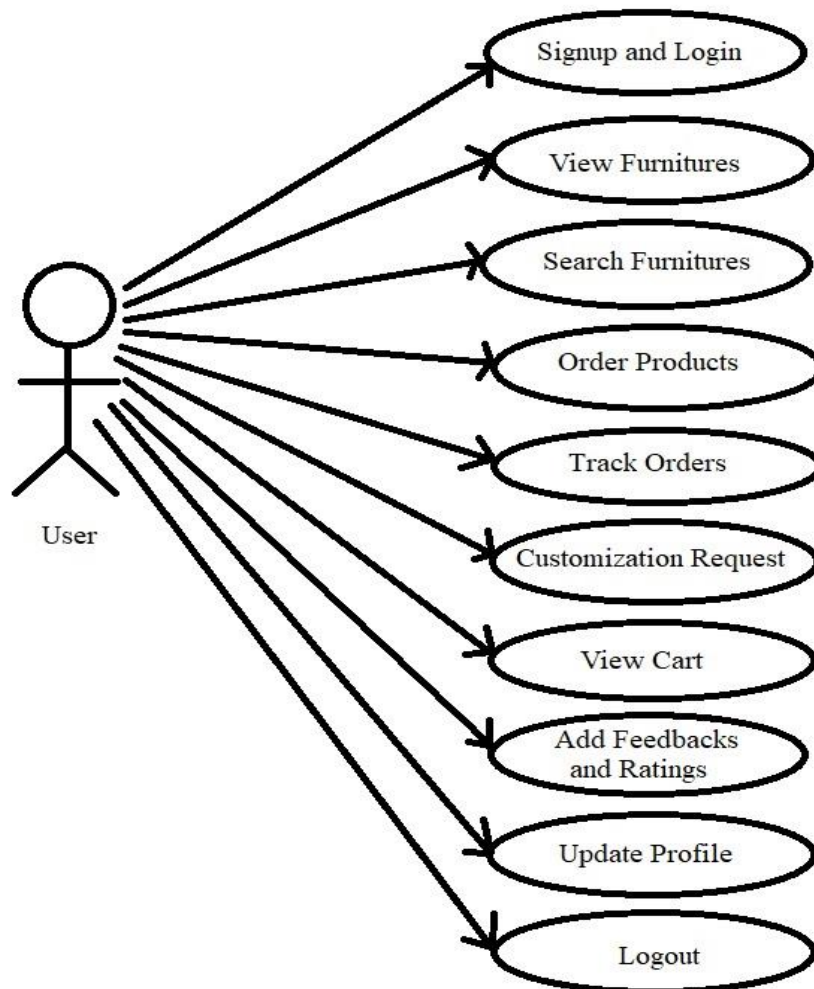 Signup and Login
View Furnitures
Search Furnitures
Order Products
Track Orders
User
Customization Request
View Cart
Add Feedbacks
and Ratings
Update Profile
Logout